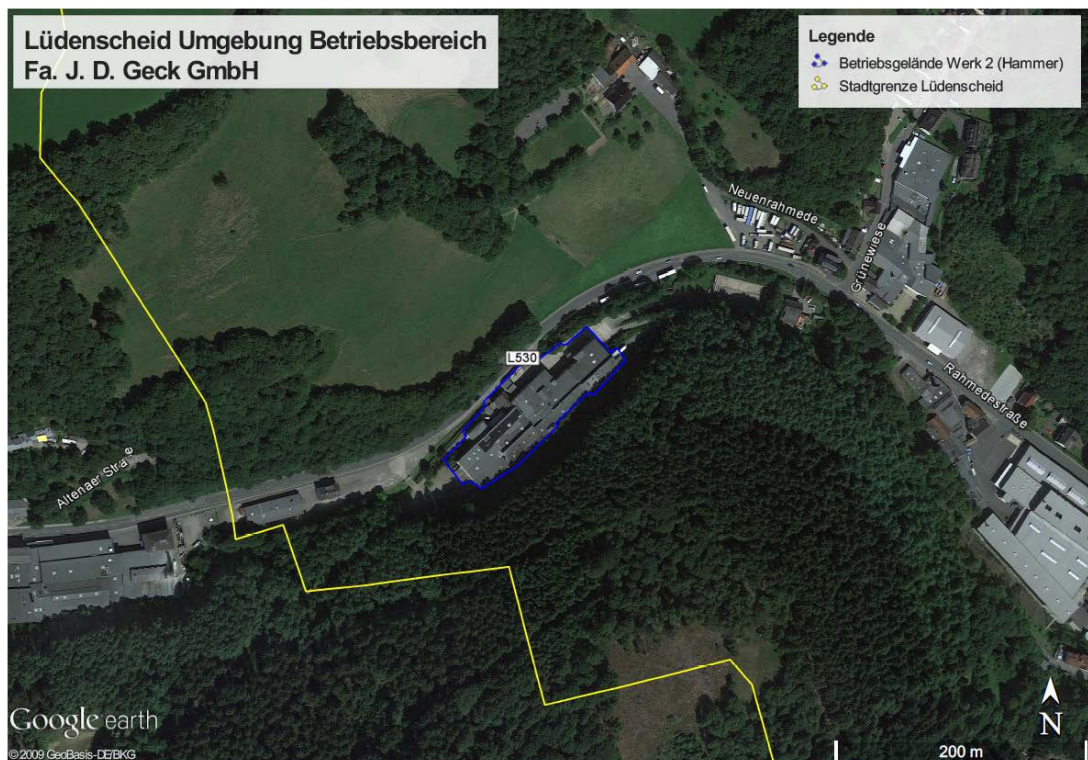 Lüdenscheid Umgebung Betriebsbereich
Fa. J. D. Geck GmbH
Legende
Betriebsgelände Werk 2 (Hammer)
Stadtgrenze Lüdenscheid
Neuenrahmede
Grünewiese
L530
Rahmedestraße
Altenaer Stra e
Google earth
N
© 2009 GeoBasis-DE/BKG
200 m